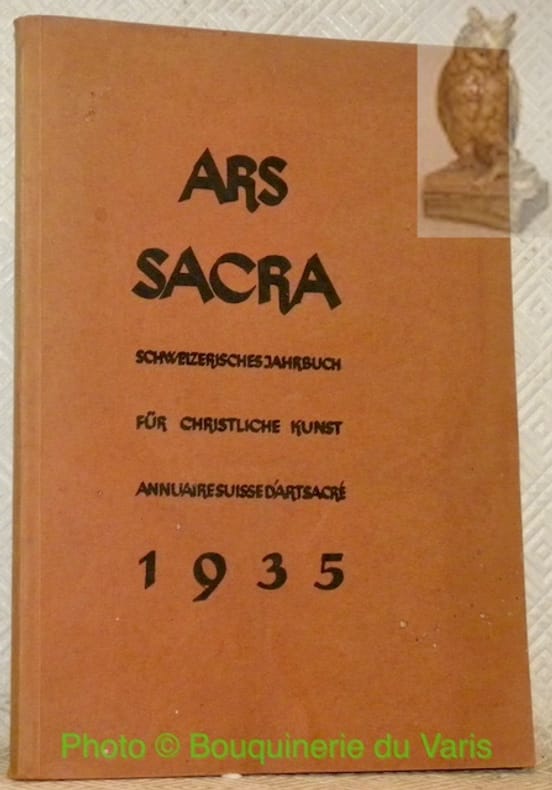 ARS
SACRA
SCHWEIZERISCHES JAHRBUCH
FÜR CHRISTLICHE KUNST
ANNUAIRE SUISSE D'ART SACRÉ
1935
Photo © Bouquinerie du Varis